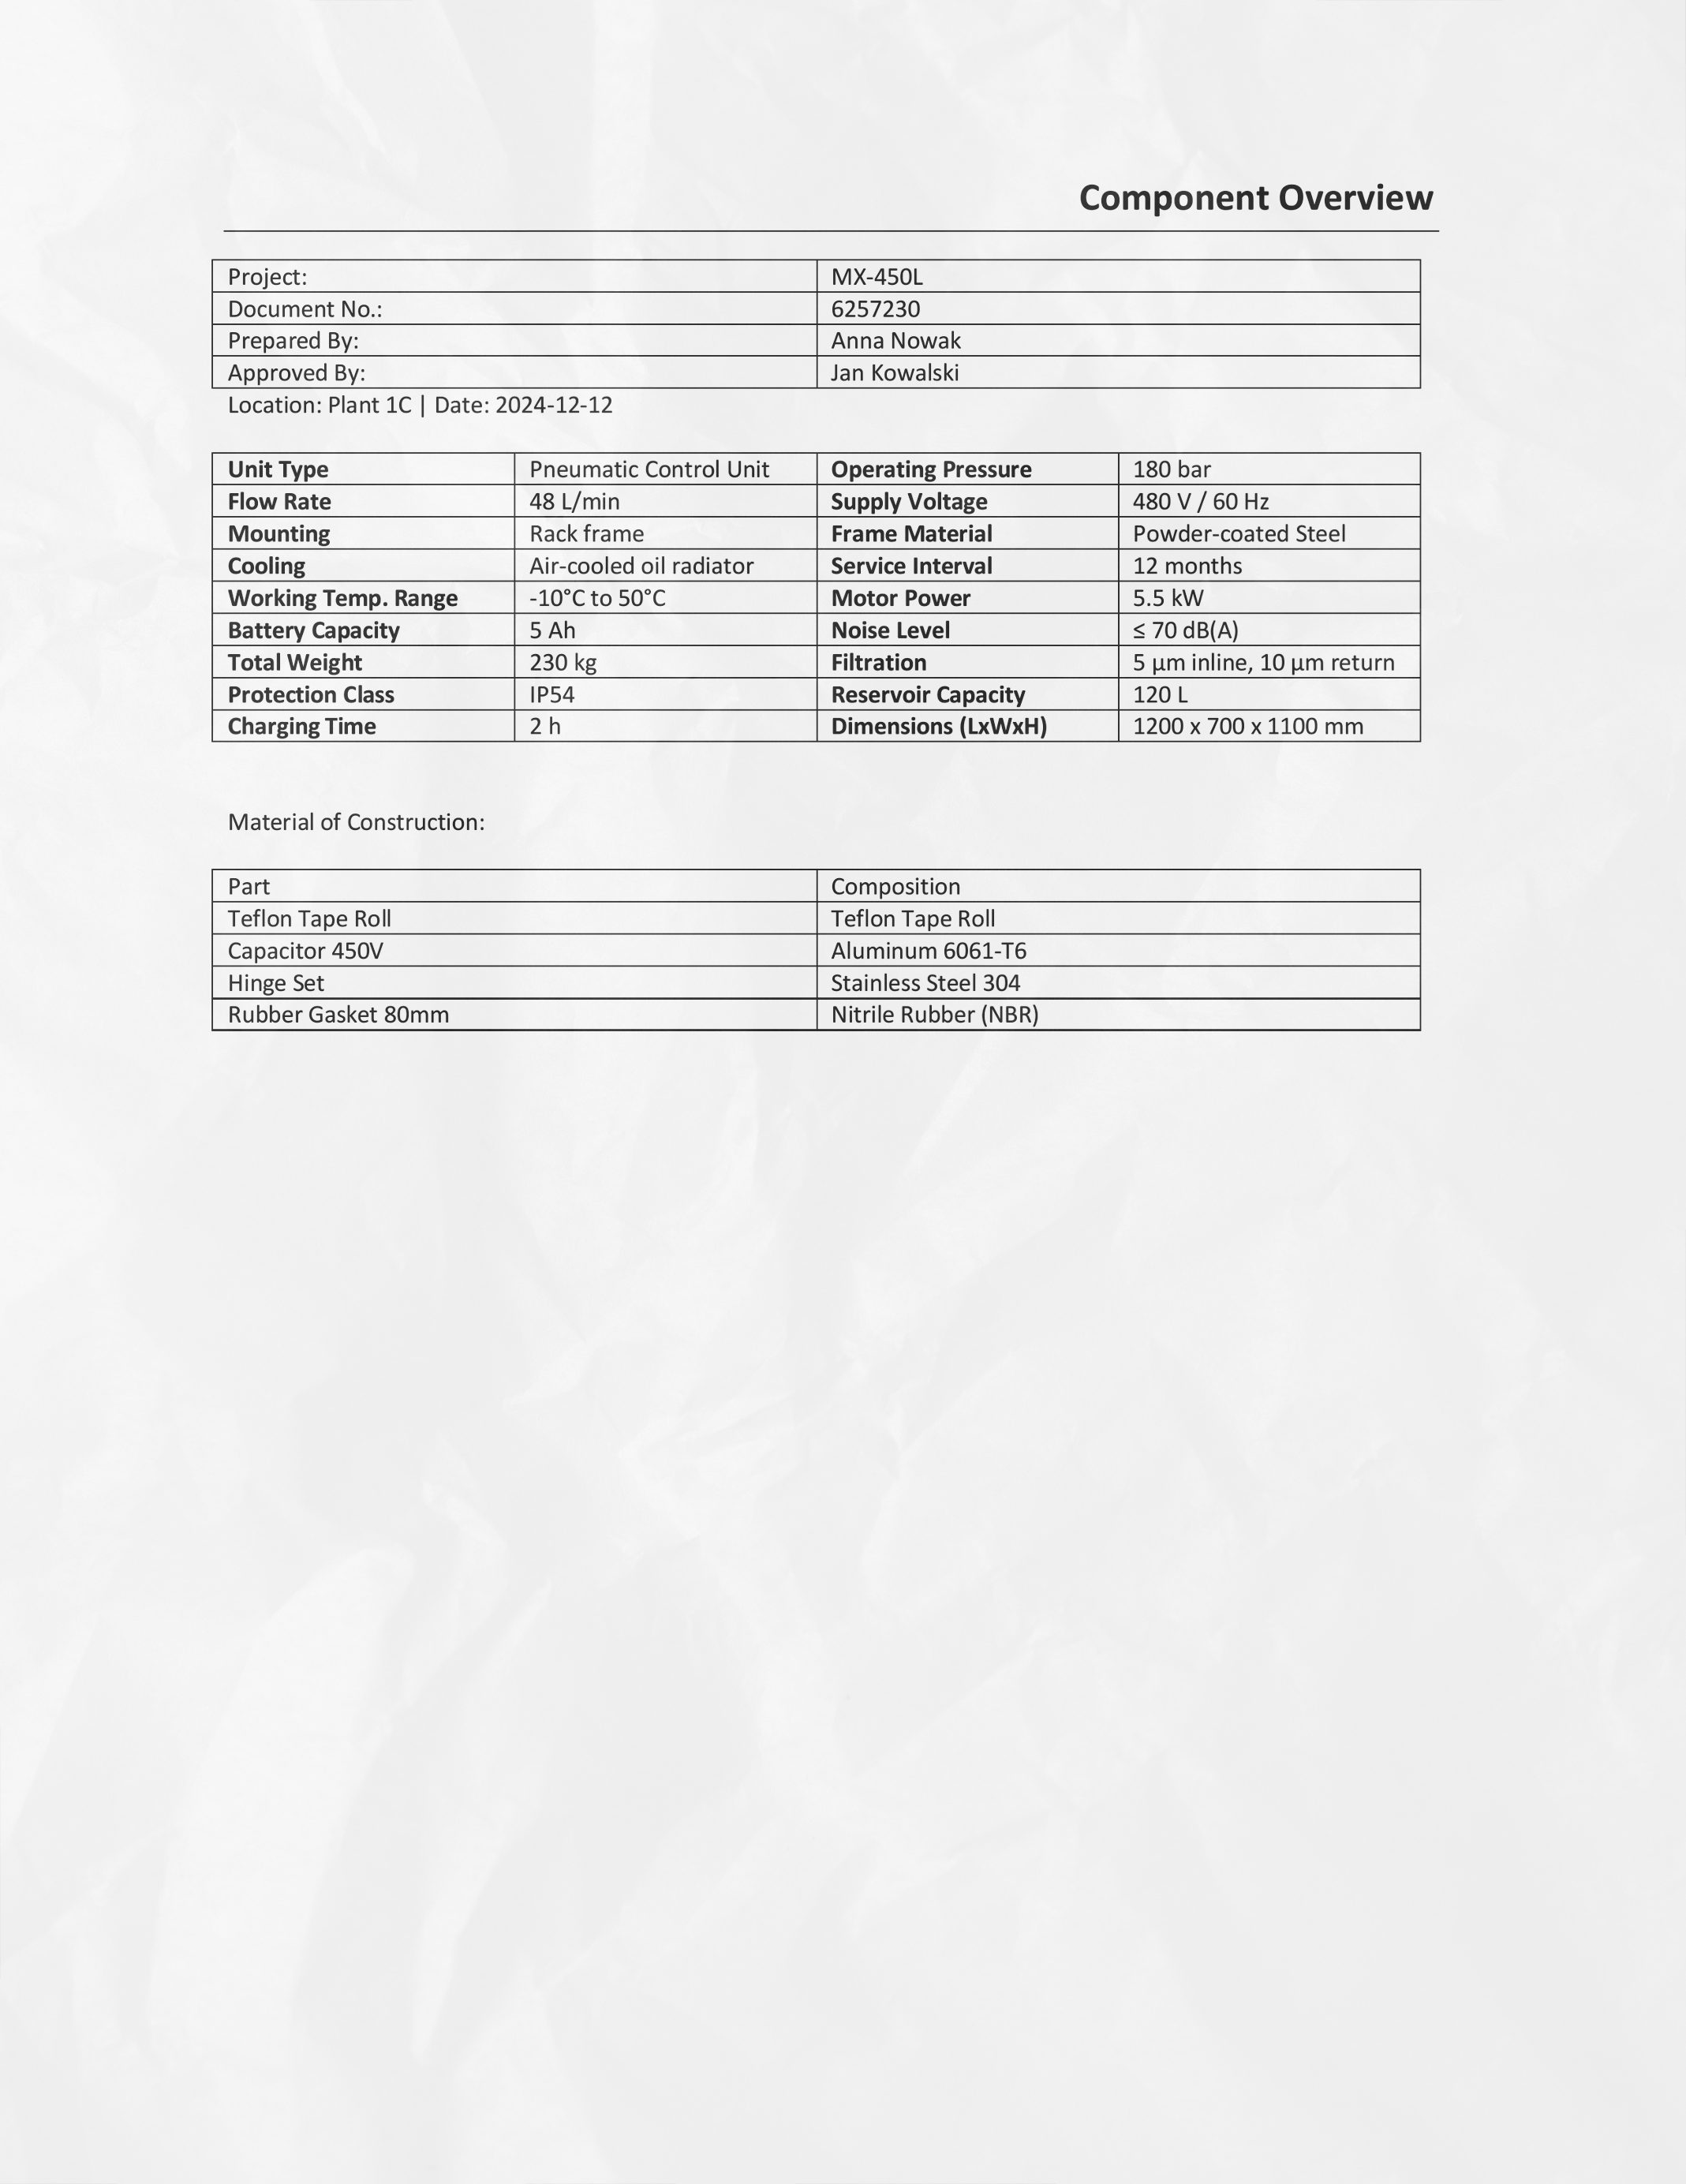 Component Overview
Project: MX-450L
Document No.: 6257230
Prepared By: Anna Nowak
Approved By: Jan Kowalski
Location: Plant 1C | Date: 2024-12-12
Unit Type Pneumatic Control Unit Operating Pressure 180 bar
Flow Rate 48 L/min Supply Voltage 480 V / 60 Hz
Mounting Rack frame Frame Material Powder-coated Steel
Cooling Air-cooled oil radiator Service Interval 12 months
Working Temp. Range -10°C to 50°C Motor Power 5.5 kW
Battery Capacity 5 Ah Noise Level ≤ 70 dB(A)
Total Weight 230 kg Filtration 5 µm inline, 10 µm return
Protection Class IP54 Reservoir Capacity 120 L
Charging Time 2 h Dimensions (LxWxH) 1200 x 700 x 1100 mm
Material of Construction:
Part Composition
Teflon Tape Roll Teflon Tape Roll
Capacitor 450V Aluminum 6061-T6
Hinge Set Stainless Steel 304
Rubber Gasket 80mm Nitrile Rubber (NBR)